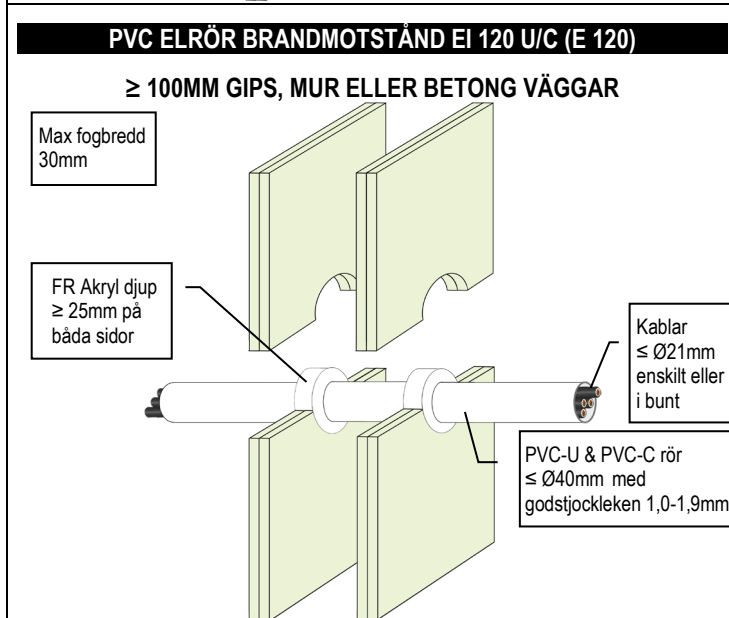 PVC ELRÖR BRANDMOTSTÅND EI 120 U/C (E 120)
≥ 100MM GIPS, MUR ELLER BETONG VÄGGAR
Max fogbredd
30mm
FR Akryl djup
≥ 25mm på
båda sidor
Kablar
≤ Ø21mm
enskilt eller
i bunt
PVC-U & PVC-C rör
≤ Ø40mm med
godstjockleken 1,0-1,9mm